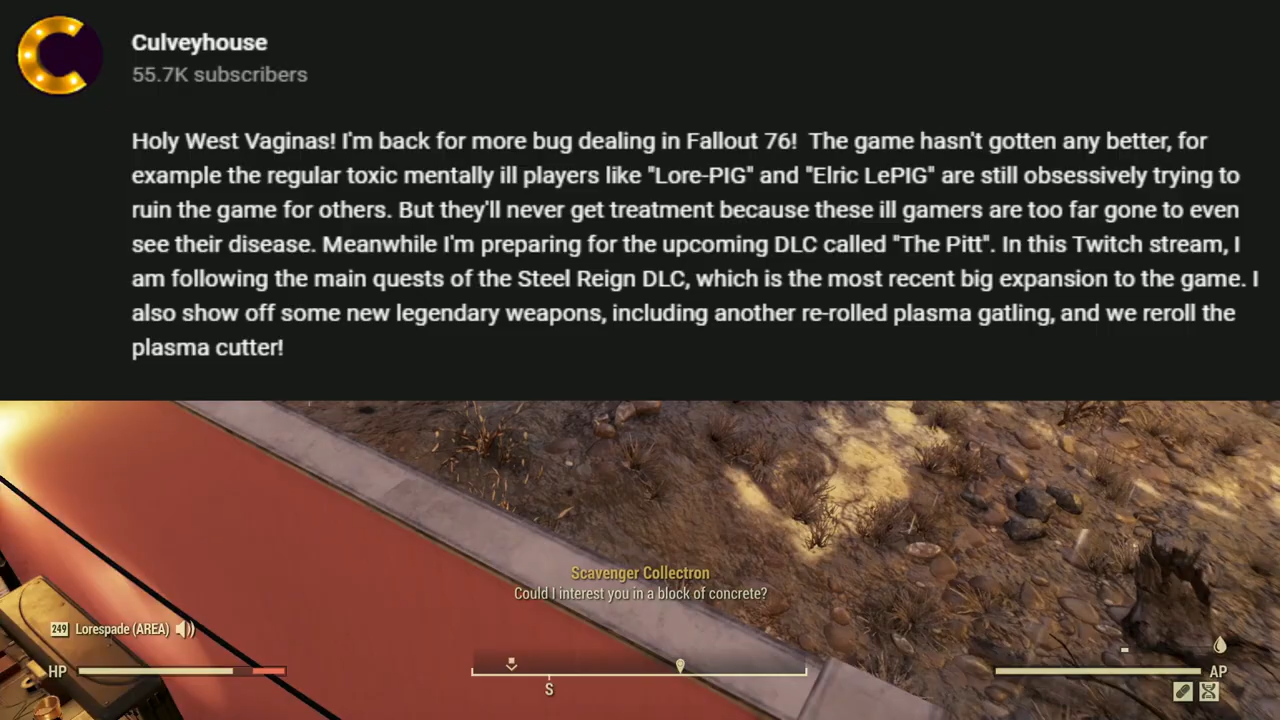 Culveyhouse
55.7K subscribers
Holy West Vaginas! I'm back for more bug dealing in Fallout 76!  The game hasn't gotten any better, for
example the regular toxic mentally ill players like "Lore-PIG" and "Elric LePIG" are still obsessively trying to
ruin the game for others. But they'll never get treatment because these ill gamers are too far gone to even
see their disease. Meanwhile I'm preparing for the upcoming DLC called "The Pitt". In this Twitch stream, I
am following the main quests of the Steel Reign DLC, which is the most recent big expansion to the game. I
also show off some new legendary weapons, including another re-rolled plasma gatling, and we reroll the
plasma cutter!
Scavenger Collectron
Could I interest you in a block of concrete?
249 Lorespade (AREA)
HP
S
AP